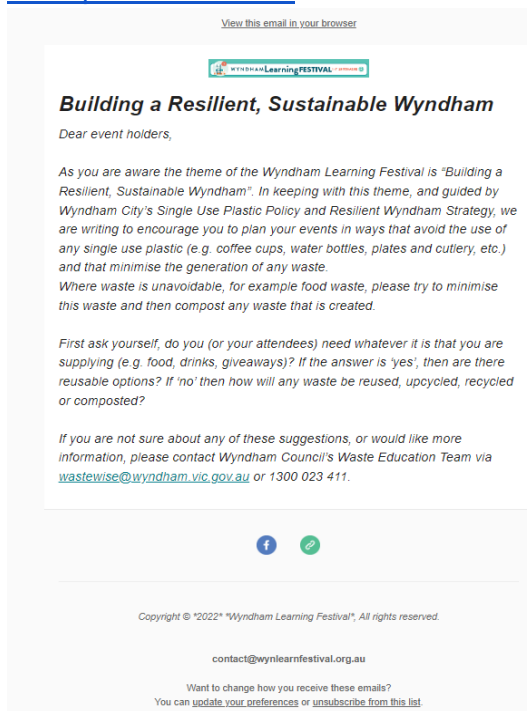 View this email in your browser
WYNDHAM Learning FESTIVAL
Building a Resilient, Sustainable Wyndham
Dear event holders,
As you are aware the theme of the Wyndham Learning Festival is “Building a
Resilient, Sustainable Wyndham”. In keeping with this theme, and guided by
Wyndham City’s Single Use Plastic Policy and Resilient Wyndham Strategy, we
are writing to encourage you to plan your events in ways that avoid the use of
any single use plastic (e.g. coffee cups, water bottles, plates and cutlery, etc.)
and that minimise the generation of any waste.
Where waste is unavoidable, for example food waste, please try to minimise
this waste and then compost any waste that is created.
First ask yourself, do you (or your attendees) need whatever it is that you are
supplying (e.g. food, drinks, giveaways)? If the answer is ‘yes’, then are there
reusable options? If ‘no’ then how will any waste be reused, upcycled, recycled
or composted?
If you are not sure about any of these suggestions, or would like more
information, please contact Wyndham Council’s Waste Education Team via
wastewise@wyndham.vic.gov.au or 1300 023 411.
Copyright © *2022* *Wyndham Learning Festival*, All rights reserved.
contact@wynlearnfestival.org.au
Want to change how you receive these emails?
You can update your preferences or unsubscribe from this list.